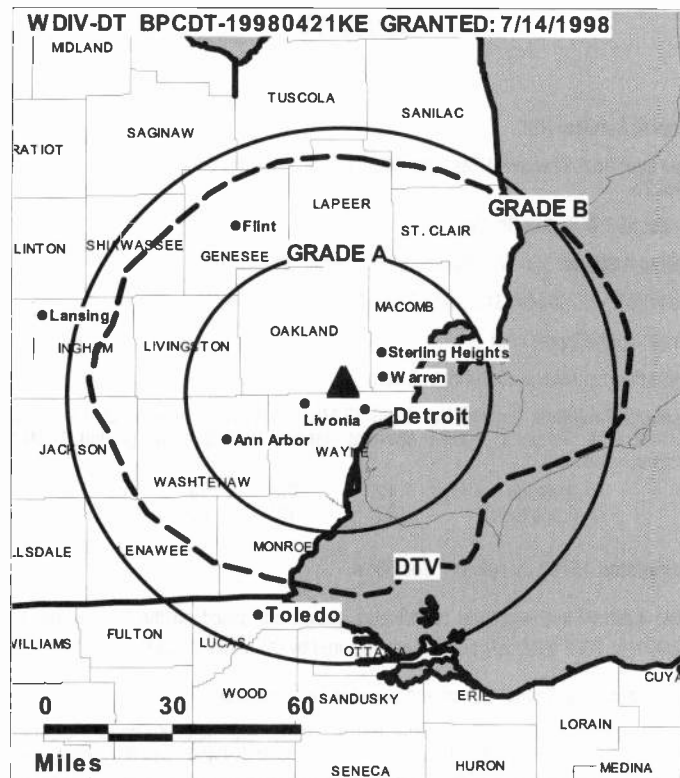 WDIV-DT BPCDT-19980421KE GRANTED: 7/14/1998
MIDLAND
TUSCOLA
SANILAC
SAGINAW
RATIOT
LAPEER
GRADE B
Flint
ST. CLAIR
LINTON
SHIAWASSEE
GENESEE
GRADE A
MACOMB
Lansing
OAKLAND
INGHAM
LIVINGSTON
Sterling Heights
Warren
Livonia
Detroit
Ann Arbor
WAYNE
JACKSON
WASHTENAW
LLSDALE
LENAWEE
MONROE
DTV
Toledo
WILLIAMS
FULTON
LUCAS
OTTAWA
CUYA
WOOD
SANDUSKY
ERIE
LORAIN
0 30 60
Miles
SENECA
HURON
MEDINA